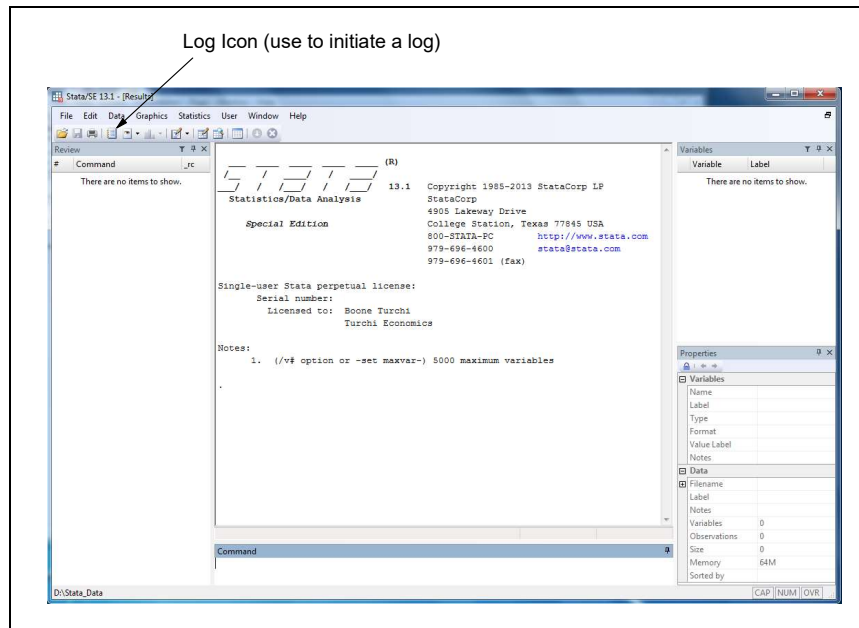 Log Icon (use to initiate a log)
Stata/SE 13.1 - [Results]
File Edit Data Graphics Statistics User Window Help
Review
# Command _rc
There are no items to show.
(R)
13.1 Copyright 1985-2013 StataCorp LP
Statistics/Data Analysis StataCorp
4905 Lakeway Drive
Special Edition College Station, Texas 77845 USA
800-STATA-PC http://www.stata.com
979-696-4600 stata@stata.com
979-696-4601 (fax)
Single-user Stata perpetual license:
Serial number:
Licensed to: Boone Turchi
Turchi Economics
Notes:
1. (/v# option or -set maxvar-) 5000 maximum variables
.
Command
Variables
Variable Label
There are no items to show.
Properties
Variables
Name
Label
Type
Format
Value Label
Notes
Data
Filename
Label
Notes
Variables 0
Observations 0
Size 0
Memory 64M
Sorted by
D:\Stata_Data
CAP NUM OVR